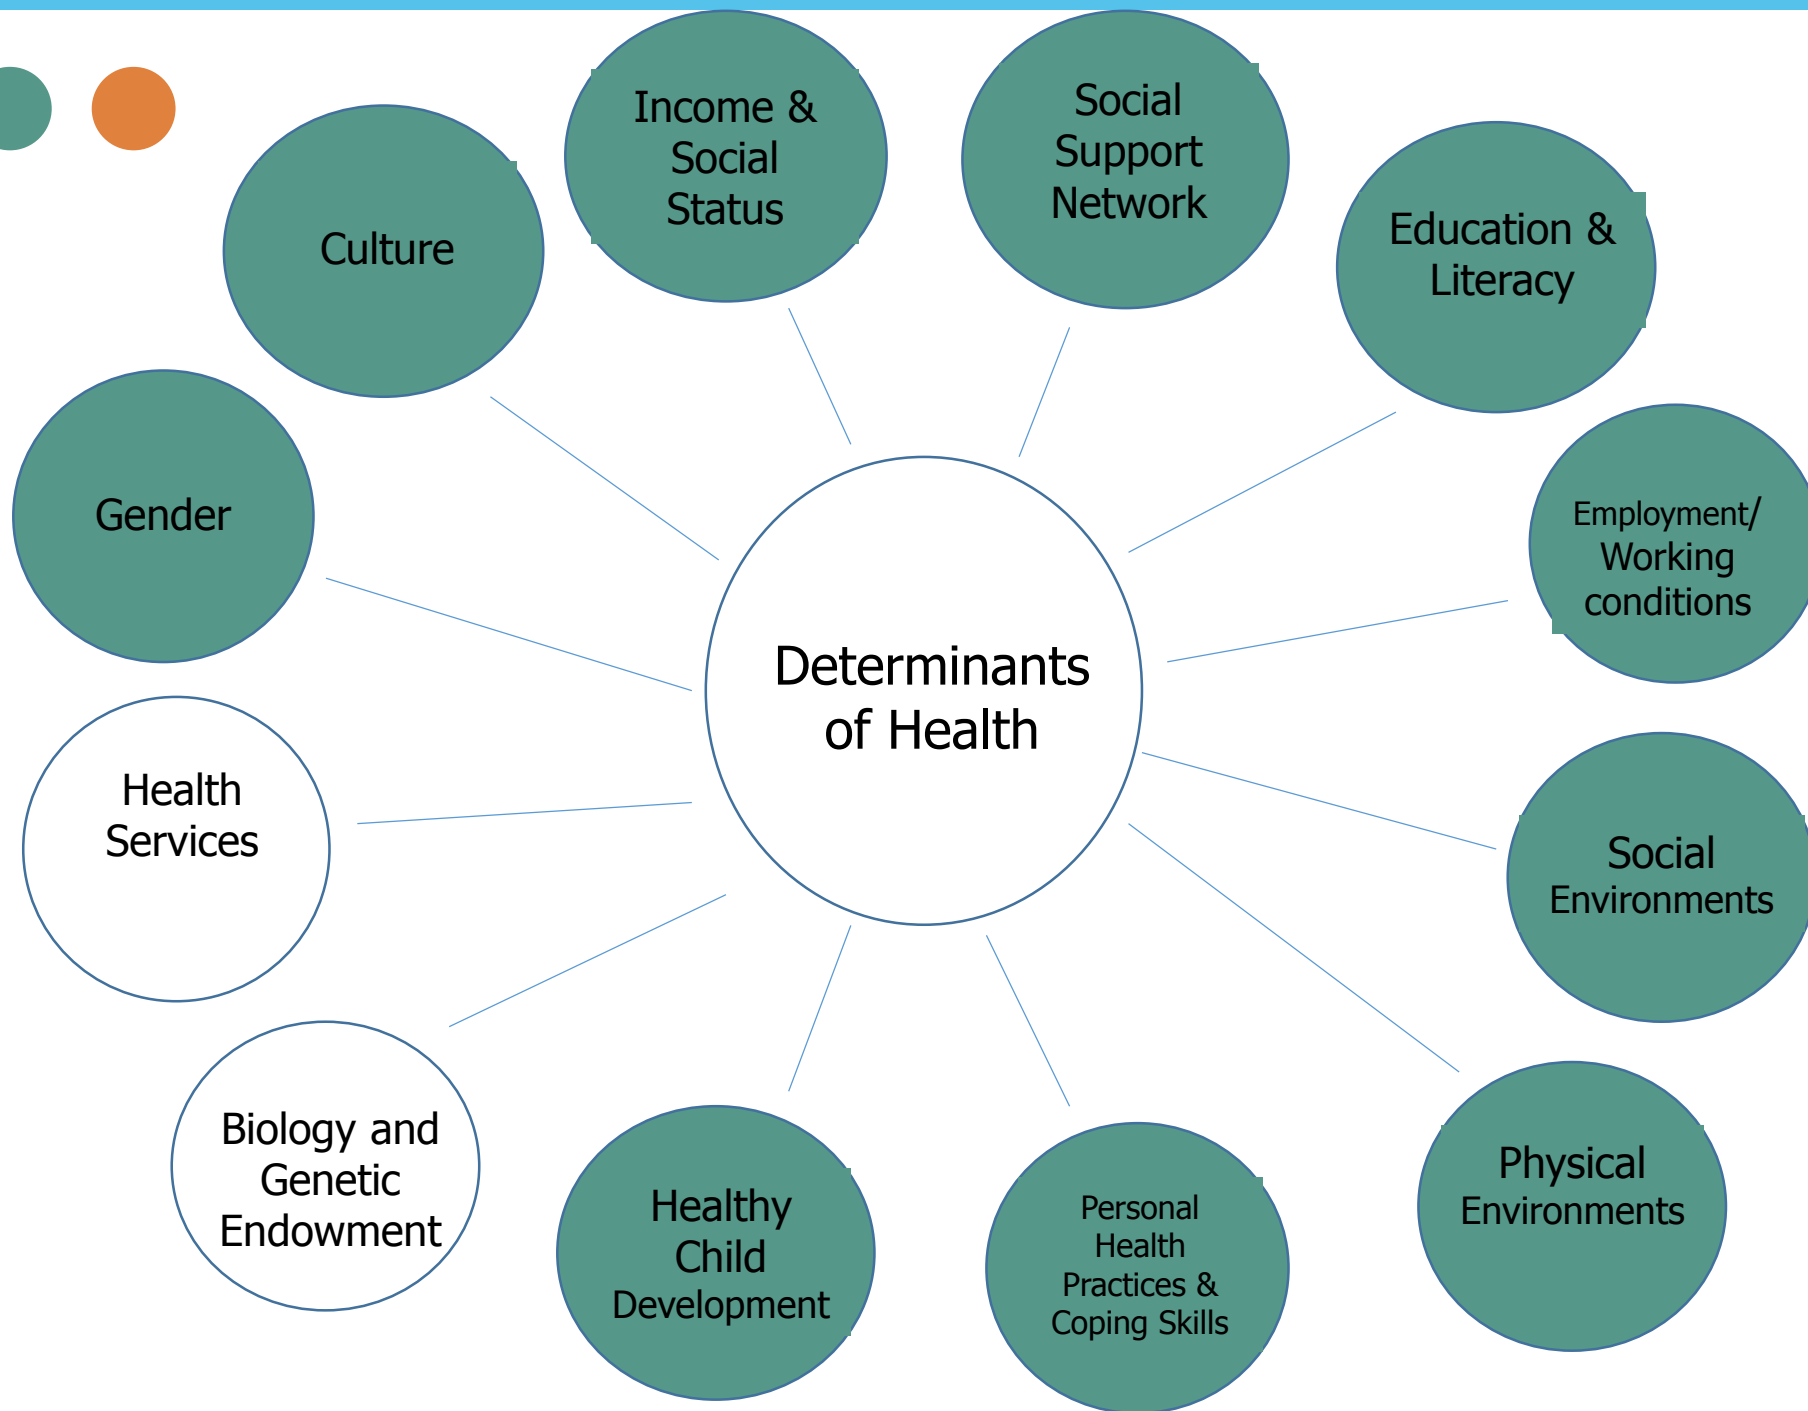 Income &
Social
Status
Social
Support
Network
Education &
Literacy
Culture
Gender
Employment/
Working
conditions
Determinants
of Health
Health
Services
Social
Environments
Biology and
Genetic
Endowment
Healthy
Child
Development
Personal
Health
Practices &
Coping Skills
Physical
Environments